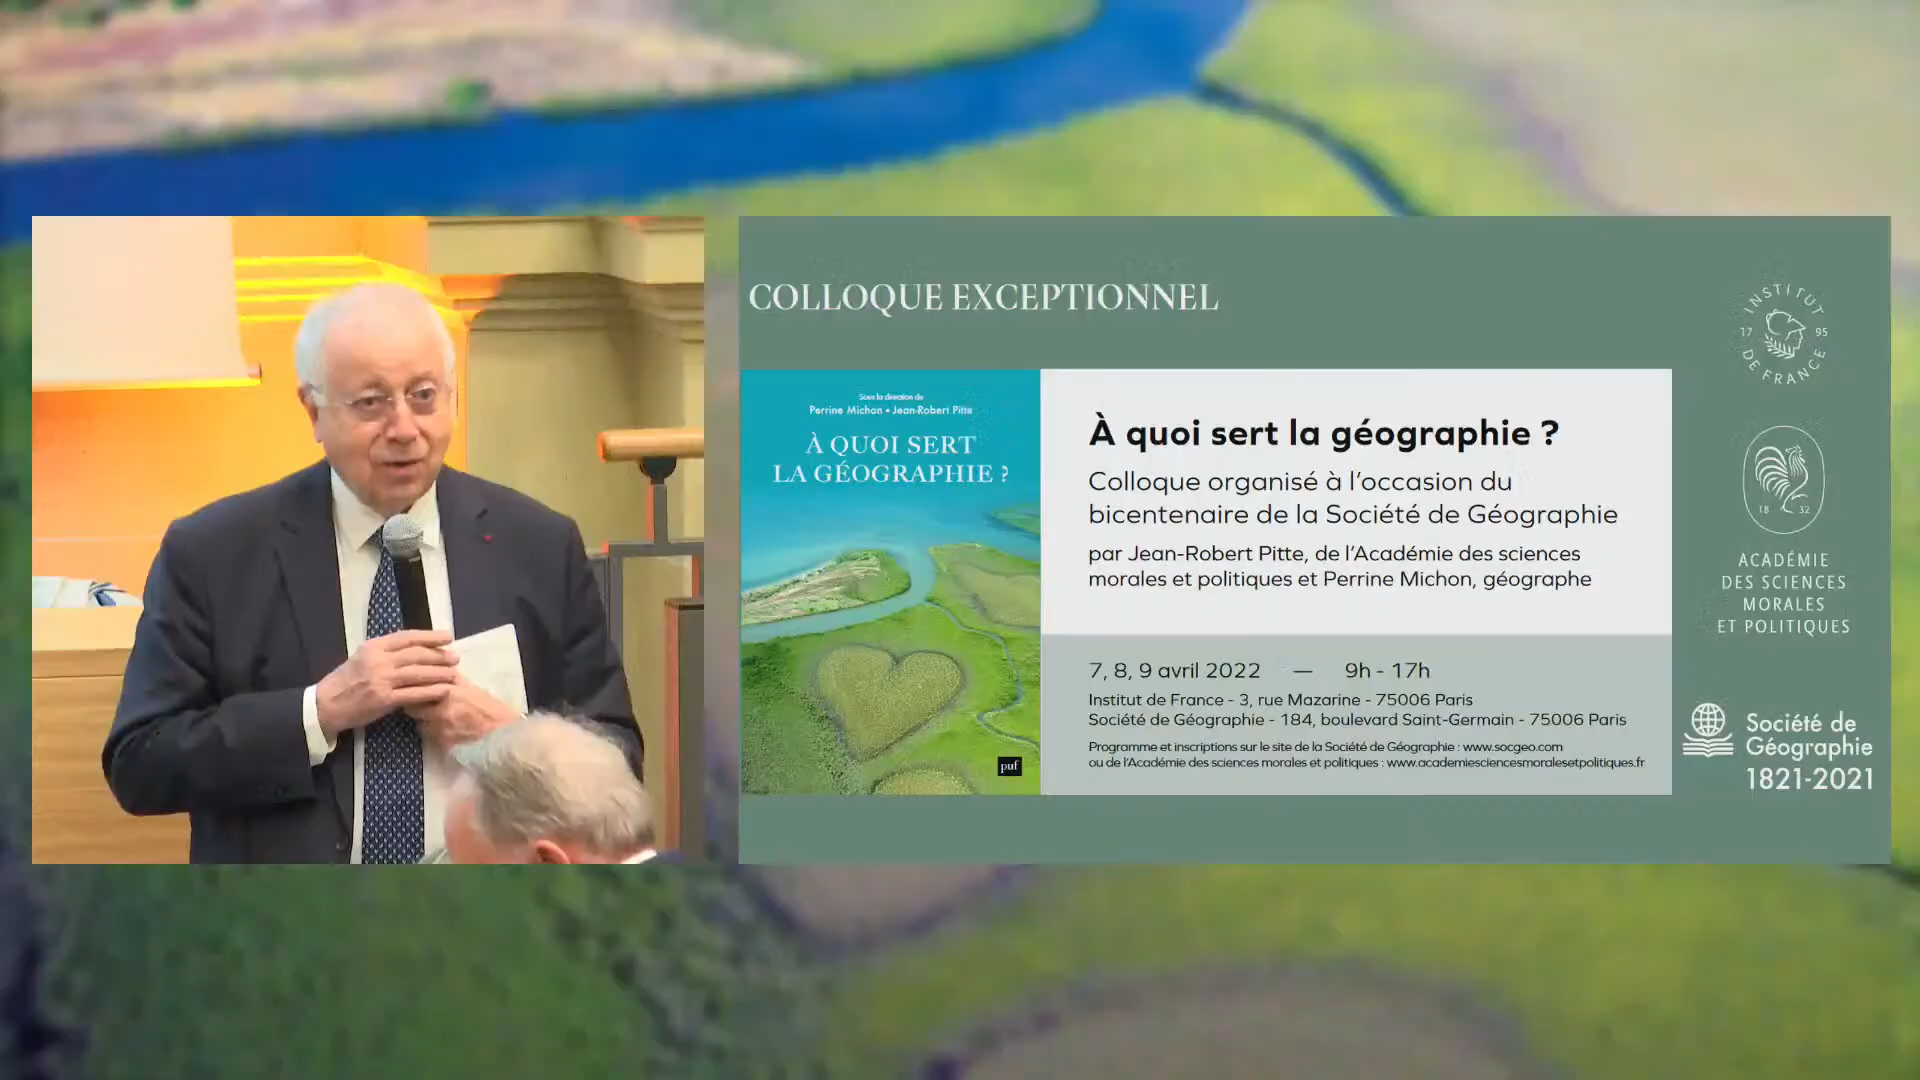 COLLOQUE EXCEPTIONNEL
Sous la direction de
Perrine Michon • Jean-Robert Pitte
À QUOI SERT
LA GÉOGRAPHIE ?
puf
À quoi sert la géographie ?
Colloque organisé à l'occasion du
bicentenaire de la Société de Géographie
par Jean-Robert Pitte, de l'Académie des sciences
morales et politiques et Perrine Michon, géographe
7, 8, 9 avril 2022 — 9h - 17h
Institut de France - 3, rue Mazarine - 75006 Paris
Société de Géographie - 184, boulevard Saint-Germain - 75006 Paris
Programme et inscriptions sur le site de la Société de Géographie : www.socgeo.com
ou de l'Académie des sciences morales et politiques : www.academiesciencesmoralesetpolitiques.fr
INSTITUT
17 95
DE FRANCE
18 32
ACADÉMIE
DES SCIENCES
MORALES
ET POLITIQUES
Société de
Géographie
1821-2021